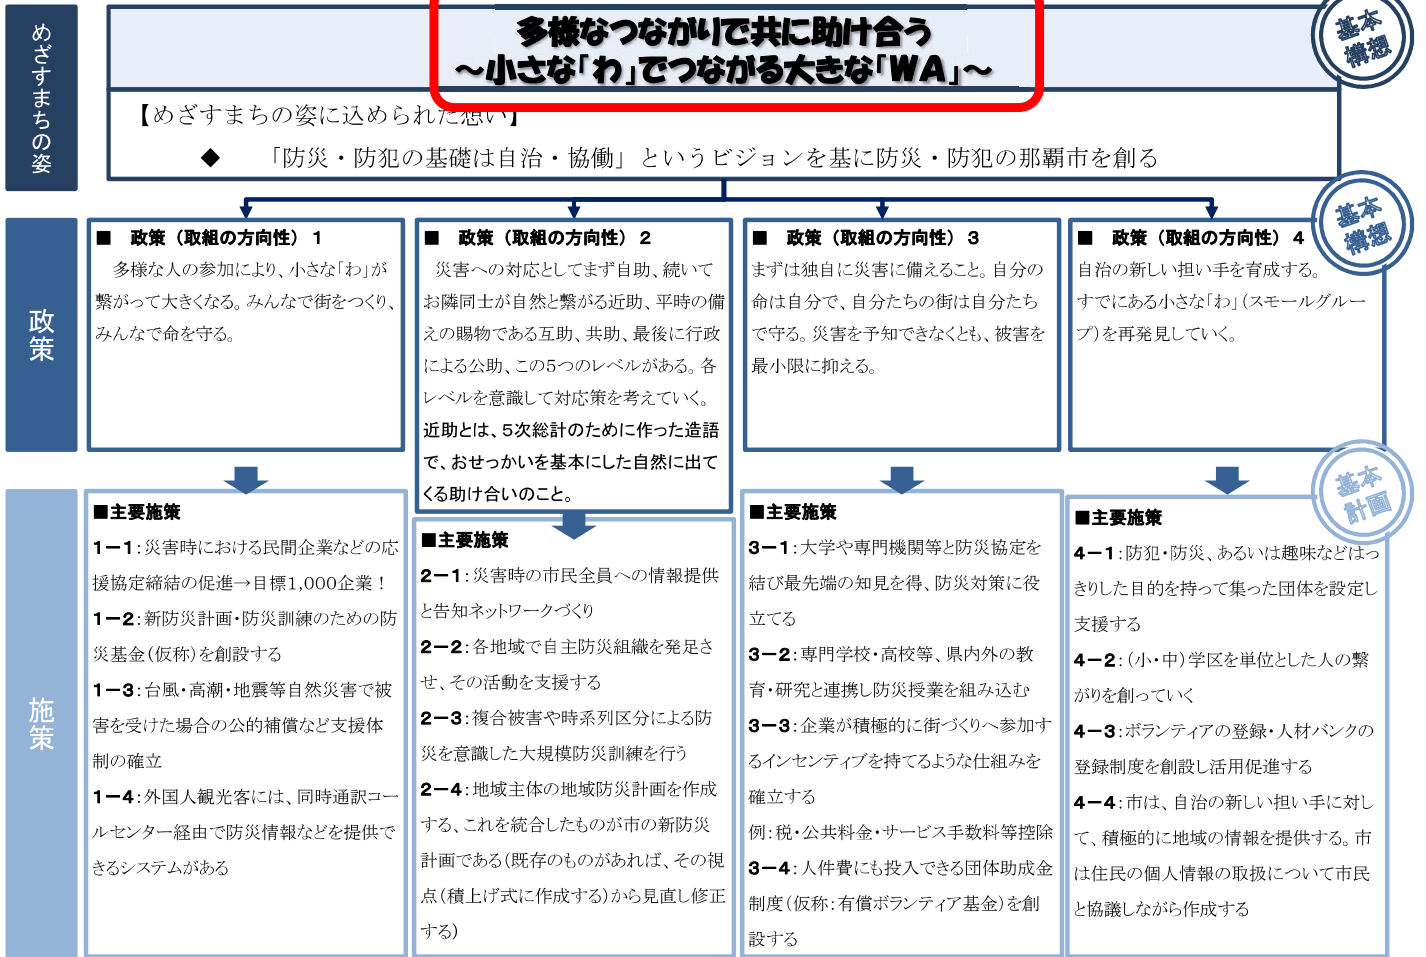 めざすまちの姿
多様なつながりで共に助け合う
～小さな「わ」でつながる大きな「WA」～
基本
構想
【めざすまちの姿に込められた想い】
◆ 「防災・防犯の基礎は自治・協働」というビジョンを基に防災・防犯の那覇市を創る
基本
構想
政策
■ 政策（取組の方向性）1
多様な人の参加により、小さな「わ」が
繋がって大きくなる。みんなで街をつくり、
みんなで命を守る。
■ 政策（取組の方向性）2
災害への対応としてまず自助、続いて
お隣同士が自然と繋がる近助、平時の備
えの賜物である互助、共助、最後に行政
による公助、この5つのレベルがある。各
レベルを意識して対応策を考えていく。
近助とは、5次総計のために作った造語
で、おせっかいを基本にした自然に出て
くる助け合いのこと。
■ 政策（取組の方向性）3
まずは独自に災害に備えること。自分の
命は自分で、自分たちの街は自分たち
で守る。災害を予知できなくとも、被害を
最小限に抑える。
■ 政策（取組の方向性）4
自治の新しい担い手を育成する。
すでにある小さな「わ」（スモールグルー
プ）を再発見していく。
基本
計画
施策
■主要施策
1－1：災害時における民間企業などの応
援協定締結の促進→目標1,000企業！
1－2：新防災計画・防災訓練のための防
災基金（仮称）を創設する
1－3：台風・高潮・地震等自然災害で被
害を受けた場合の公的補償など支援体
制の確立
1－4：外国人観光客には、同時通訳コー
ルセンター経由で防災情報などを提供で
きるシステムがある
■主要施策
2－1：災害時の市民全員への情報提供
と告知ネットワークづくり
2－2：各地域で自主防災組織を発足さ
せ、その活動を支援する
2－3：複合被害や時系列区分による防
災を意識した大規模防災訓練を行う
2－4：地域主体の地域防災計画を作成
する、これを統合したものが市の新防災
計画である（既存のものがあれば、その視
点（積上げ式に作成する）から見直し修正
する）
■主要施策
3－1：大学や専門機関等と防災協定を
結び最先端の知見を得、防災対策に役
立てる
3－2：専門学校・高校等、県内外の教
育・研究と連携し防災授業を組み込む
3－3：企業が積極的に街づくりへ参加す
るインセンティブを持てるような仕組みを
確立する
例：税・公共料金・サービス手数料等控除
3－4：人件費にも投入できる団体助成金
制度（仮称：有償ボランティア基金）を創
設する
■主要施策
4－1：防犯・防災、あるいは趣味などはっ
きりした目的を持って集った団体を設定し
支援する
4－2：（小・中）学区を単位とした人の繋
がりを創っていく
4－3：ボランティアの登録・人材バンクの
登録制度を創設し活用促進する
4－4：市は、自治の新しい担い手に対し
て、積極的に地域の情報を提供する。市
は住民の個人情報の取扱について市民
と協議しながら作成する